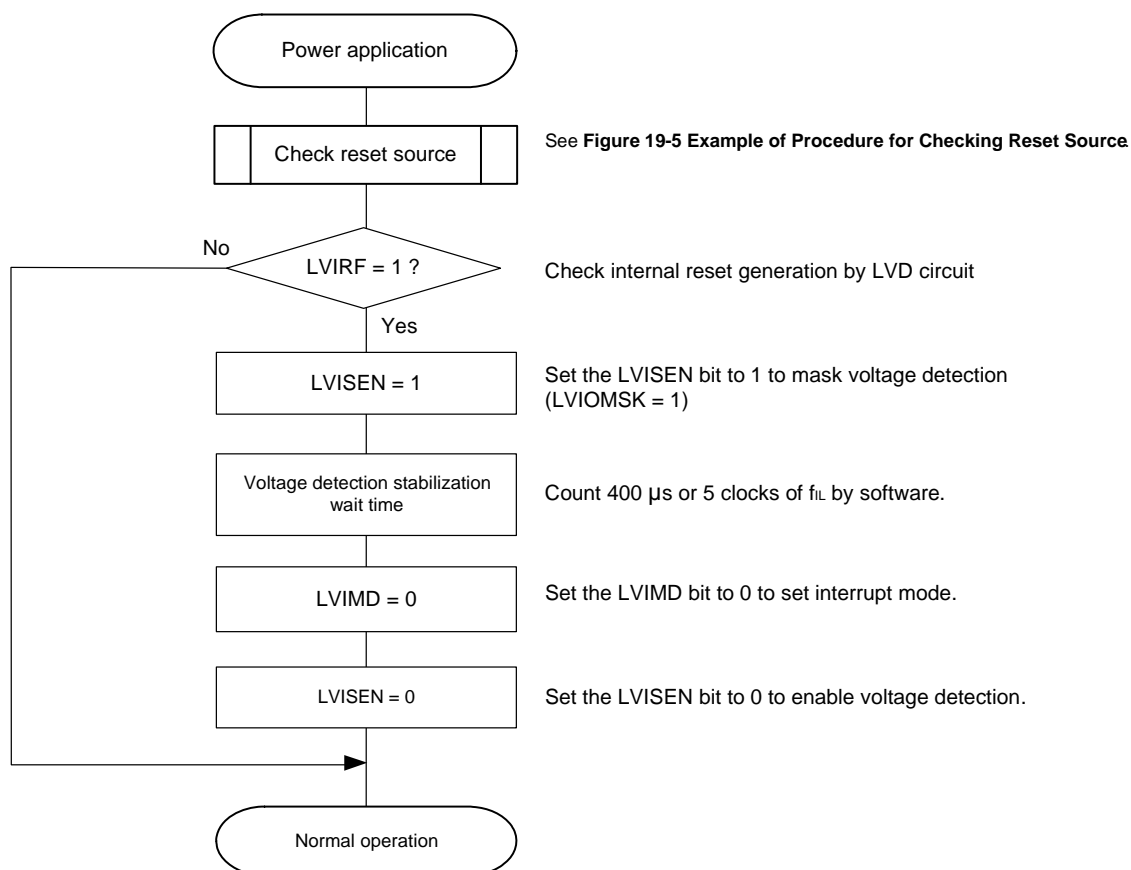 Power application
Check reset source
See Figure 19-5 Example of Procedure for Checking Reset Source.
No
LVIRF = 1 ?
Check internal reset generation by LVD circuit
Yes
LVISEN = 1
Set the LVISEN bit to 1 to mask voltage detection
(LVIOMSK = 1)
Voltage detection stabilization
wait time
Count 400 μs or 5 clocks of fIL by software.
LVIMD = 0
Set the LVIMD bit to 0 to set interrupt mode.
LVISEN = 0
Set the LVISEN bit to 0 to enable voltage detection.
Normal operation